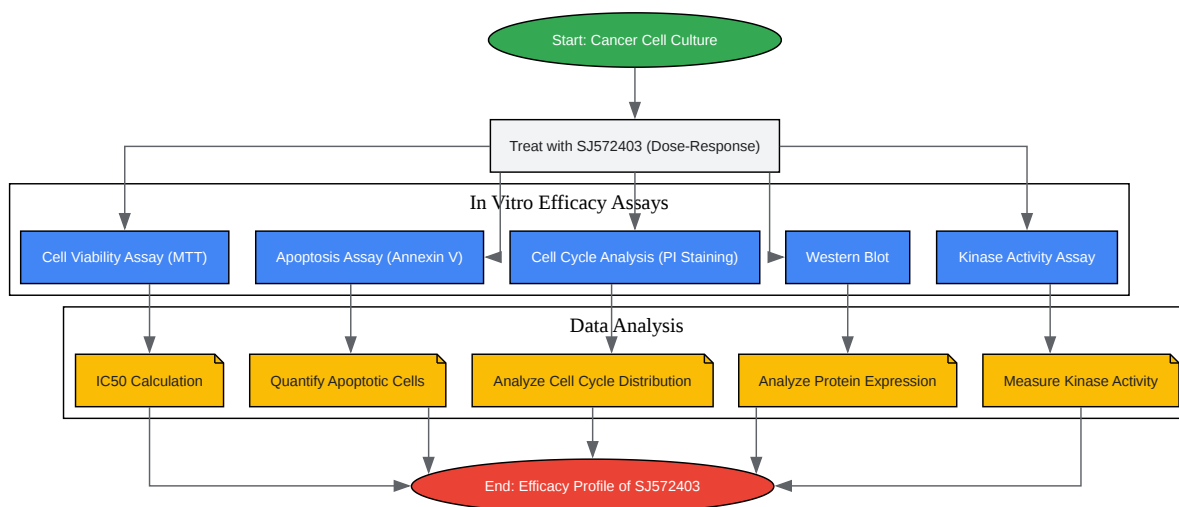 Start: Cancer Cell Culture
Treat with SJ572403 (Dose-Response)
In Vitro Efficacy Assays
Cell Viability Assay (MTT)
Apoptosis Assay (Annexin V)
Cell Cycle Analysis (PI Staining)
Western Blot
Kinase Activity Assay
Data Analysis
IC50 Calculation
Quantify Apoptotic Cells
Analyze Cell Cycle Distribution
Analyze Protein Expression
Measure Kinase Activity
End: Efficacy Profile of SJ572403